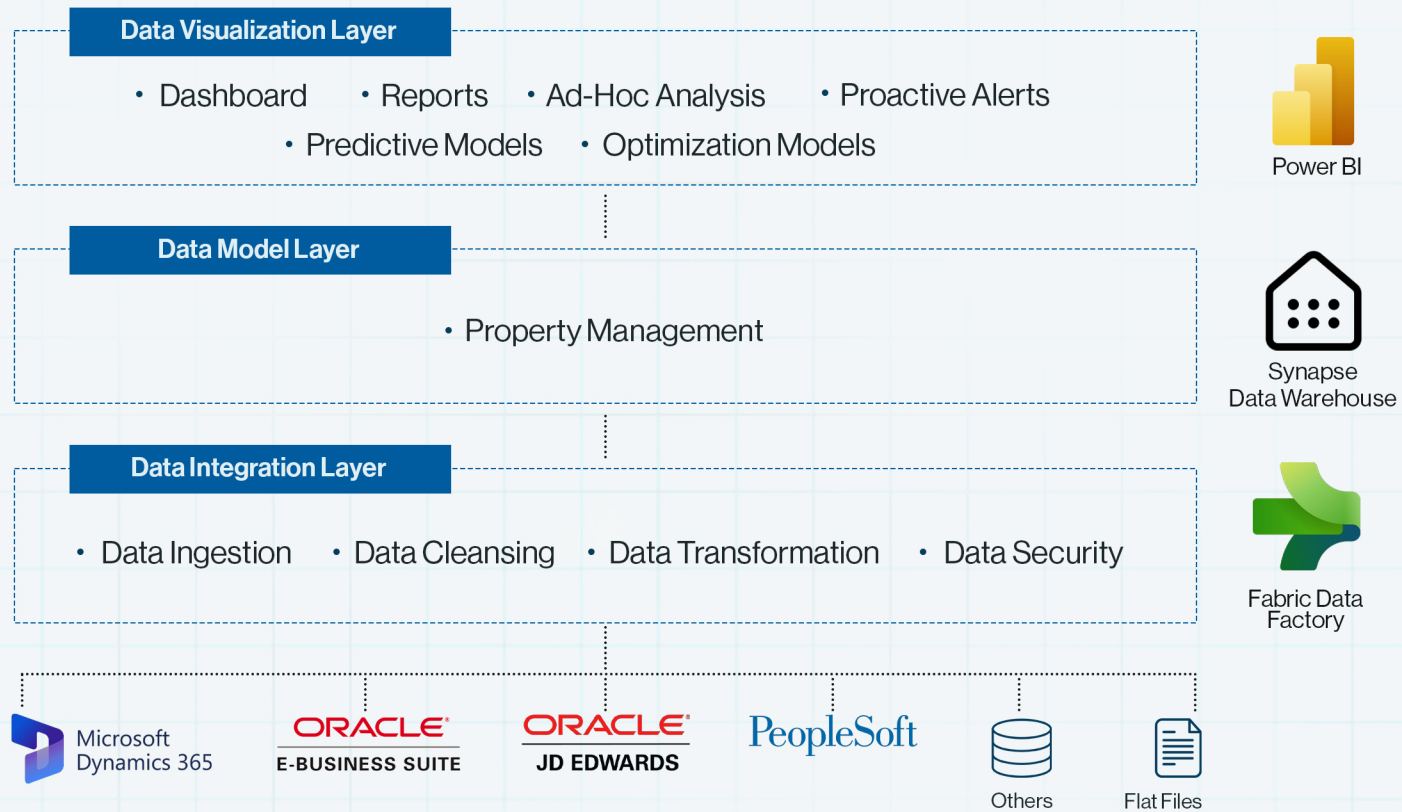 Data Visualization Layer
• Dashboard • Reports • Ad-Hoc Analysis • Proactive Alerts
• Predictive Models • Optimization Models
Power BI
Data Model Layer
• Property Management
Synapse
Data Warehouse
Data Integration Layer
• Data Ingestion • Data Cleansing • Data Transformation • Data Security
Fabric Data
Factory
Microsoft
Dynamics 365
ORACLE®
E-BUSINESS SUITE
ORACLE®
JD EDWARDS
PeopleSoft
Others
Flat Files